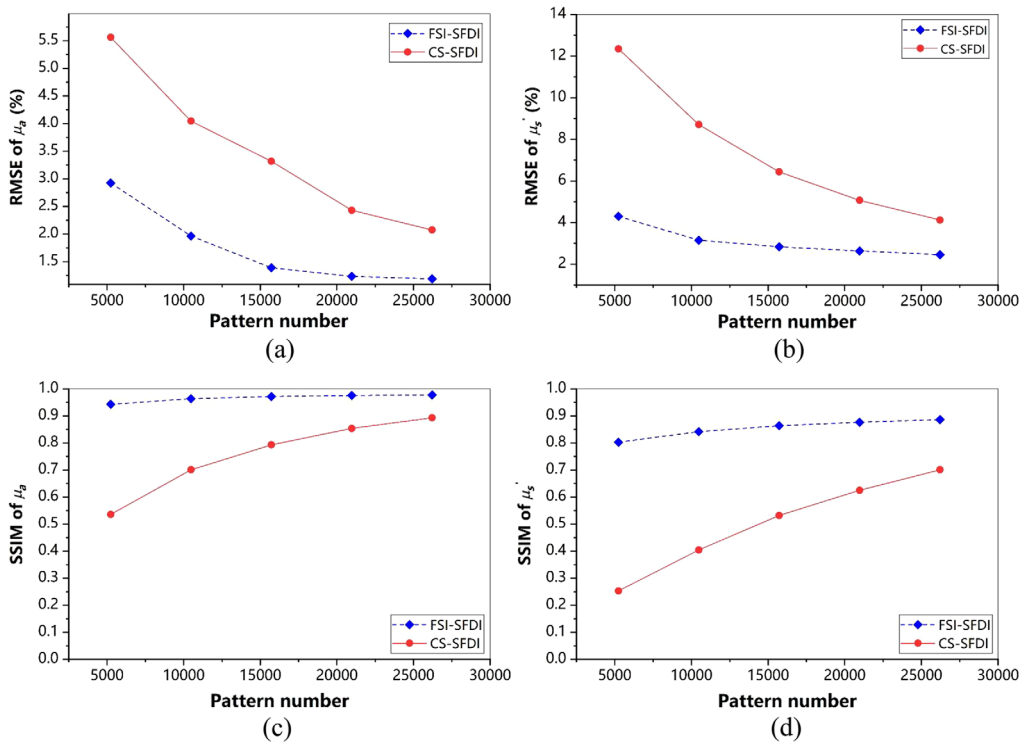 5.5
5.0
4.5
4.0
3.5
3.0
2.5
2.0
1.5
RMSE of μa (%)
FSI-SFDI
CS-SFDI
5000 10000 15000 20000 25000 30000
Pattern number
(a)
14
12
10
8
6
4
2
RMSE of μs' (%)
FSI-SFDI
CS-SFDI
5000 10000 15000 20000 25000 30000
Pattern number
(b)
1.0
0.9
0.8
0.7
0.6
0.5
0.4
0.3
0.2
0.1
0.0
SSIM of μa
FSI-SFDI
CS-SFDI
5000 10000 15000 20000 25000 30000
Pattern number
(c)
1.0
0.9
0.8
0.7
0.6
0.5
0.4
0.3
0.2
0.1
0.0
SSIM of μs'
FSI-SFDI
CS-SFDI
5000 10000 15000 20000 25000 30000
Pattern number
(d)